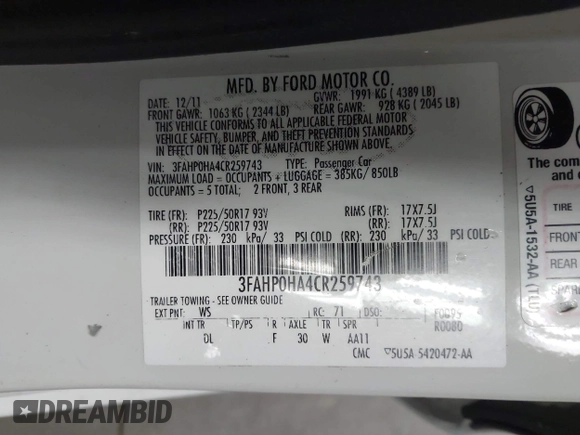 MFD. BY FORD MOTOR CO.
DATE: 12/11 GVWR: 1991 KG ( 4389 LB)
FRONT GAWR: 1063 KG ( 2344 LB) REAR GAWR: 928 KG ( 2045 LB)
THIS VEHICLE CONFORMS TO ALL APPLICABLE FEDERAL MOTOR
VEHICLE SAFETY, BUMPER, AND THEFT PREVENTION STANDARDS
IN EFFECT ON THE DATE OF MANUFACTURE SHOWN ABOVE.
VIN: 3FAHP0HA4CR259743 TYPE: Passenger Car
MAXIMUM LOAD = OCCUPANTS + LUGGAGE = 385KG/ 850LB
OCCUPANTS = 5 TOTAL; 2 FRONT, 3 REAR
TIRE (FR): P225/50R17 93V RIMS (FR): 17X7.5J
(RR): P225/50R17 93V (RR): 17X7.5J
PRESSURE (FR): 230 kPa/ 33 PSI COLD (RR): 230 kPa/ 33 PSI COLD
3FAHP0HA4CR259743
TRAILER TOWING - SEE OWNER GUIDE
EXT PNT: WS RC: 71 DSO: F0095
R0080
INT TR TP/PS R AXLE TR SPR
DL F 30 W AA11
CMC 5U5A 5420472-AA
The com
and c
TIRE
FRONT
REAR
SPARE
5U5A-1532-AA (TEU)
DREAMBID